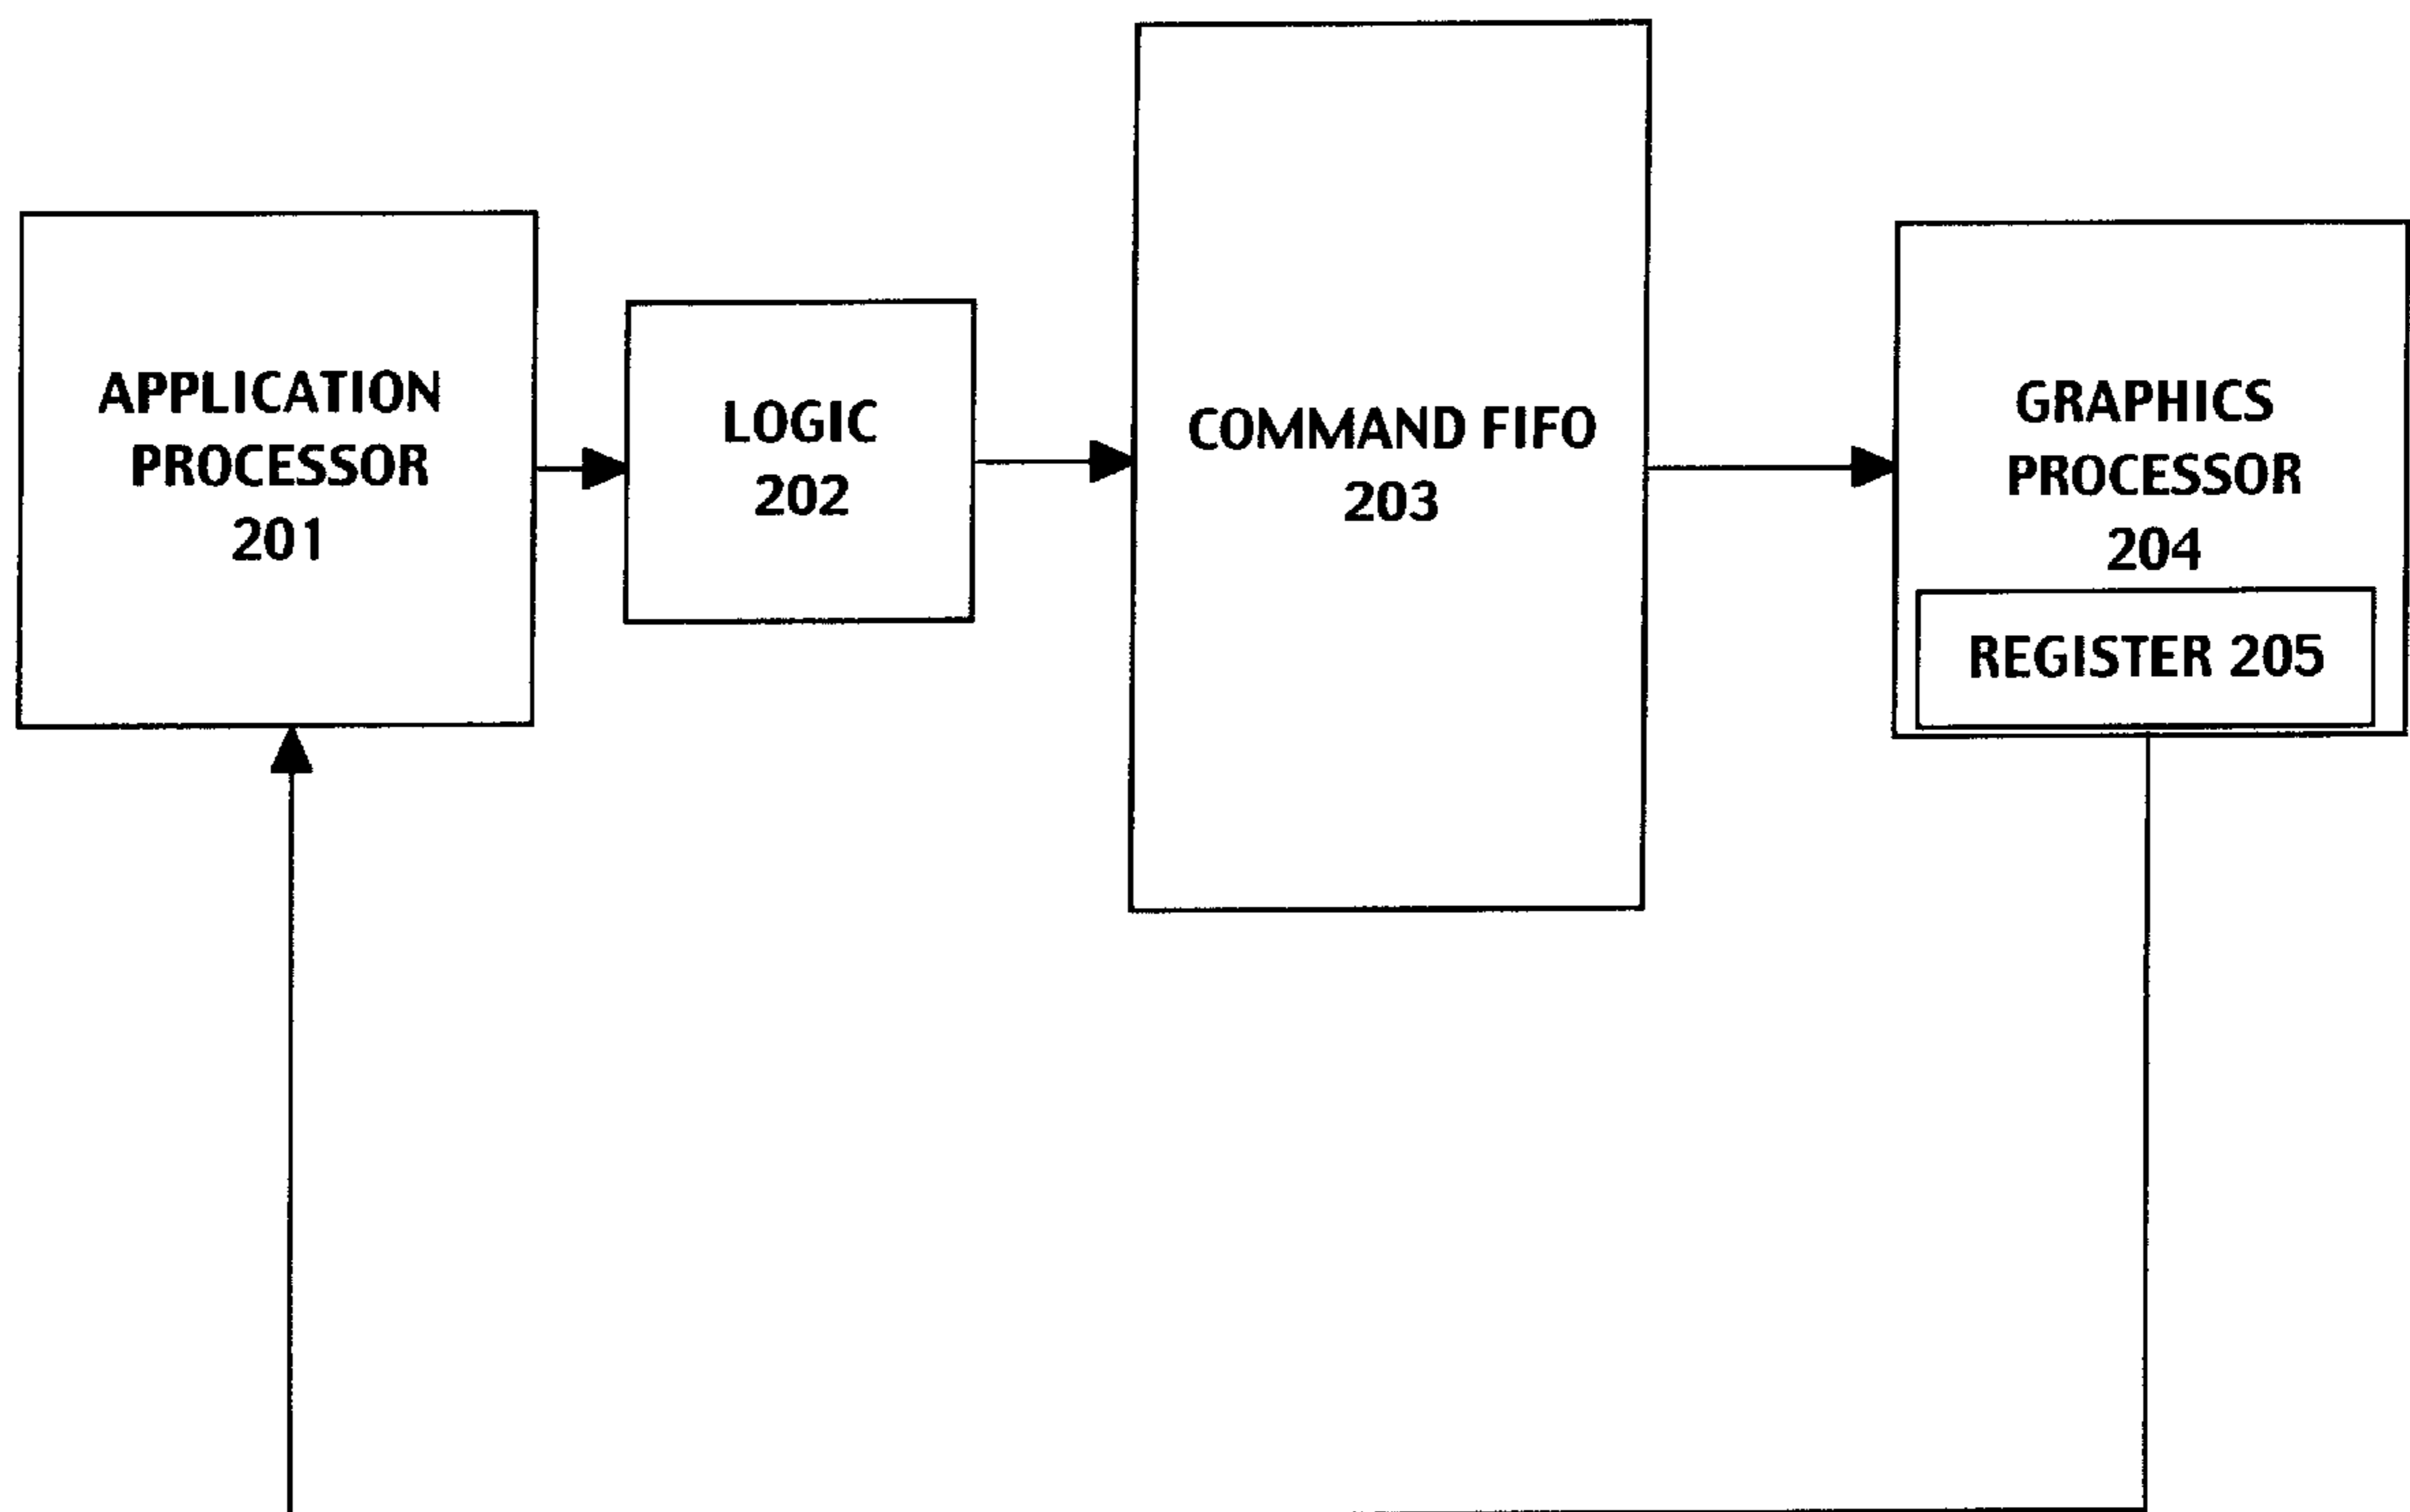 APPLICATION
PROCESSOR
201
LOGIC
202
COMMAND FIFO
203
GRAPHICS
PROCESSOR
204
REGISTER 205